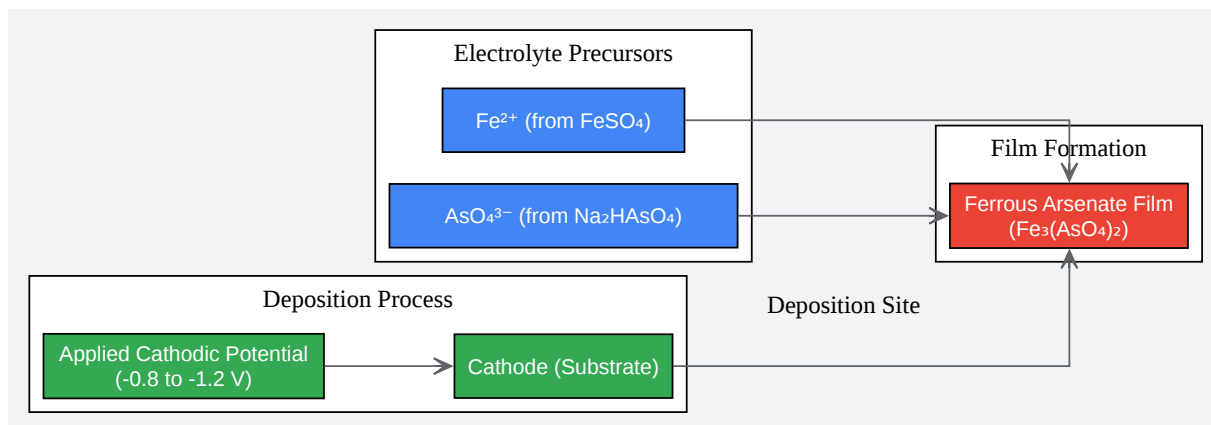 Electrolyte Precursors
Fe²⁺ (from FeSO₄)
AsO₄³⁻ (from Na₂HAsO₄)
Film Formation
Ferrous Arsenate Film
(Fe₃(AsO₄)₂)
Deposition Process
Applied Cathodic Potential
(-0.8 to -1.2 V)
Cathode (Substrate)
Deposition Site